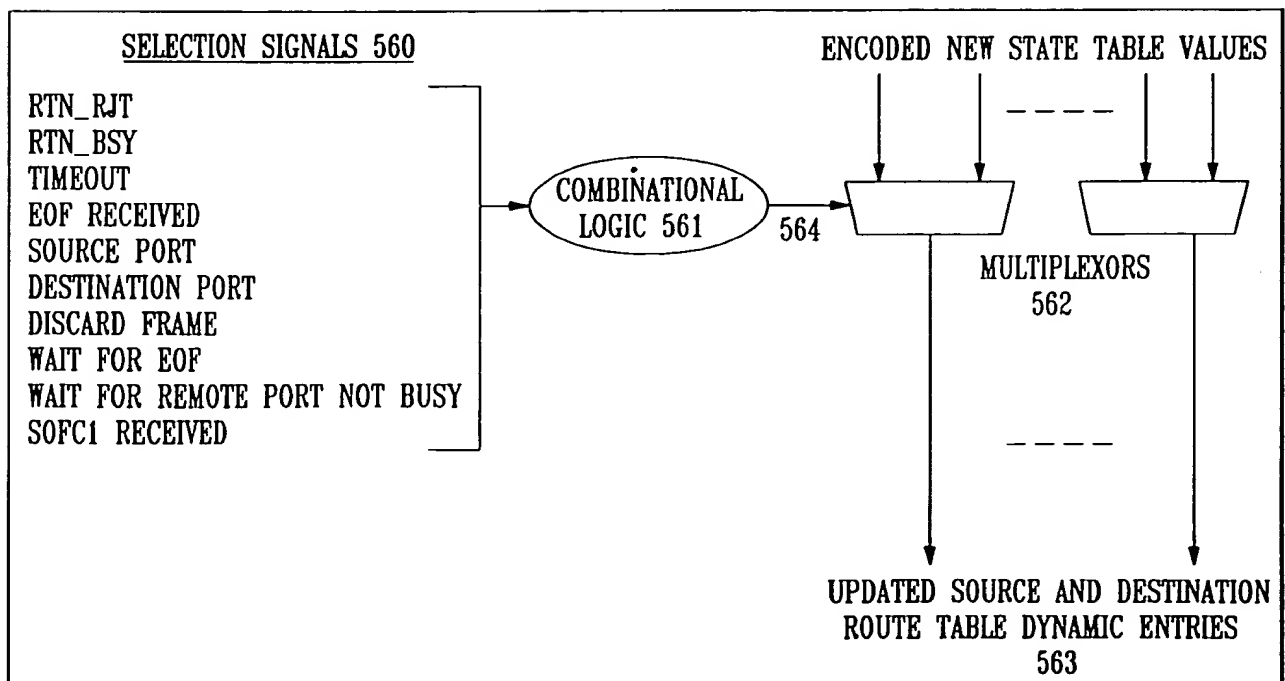 SELECTION SIGNALS 560
RTN_RJT
RTN_BSY
TIMEOUT
EOF RECEIVED
SOURCE PORT
DESTINATION PORT
DISCARD FRAME
WAIT FOR EOF
WAIT FOR REMOTE PORT NOT BUSY
SOFC1 RECEIVED
COMBINATIONAL
LOGIC 561
564
ENCODED NEW STATE TABLE VALUES
MULTIPLEXORS
562
UPDATED SOURCE AND DESTINATION
ROUTE TABLE DYNAMIC ENTRIES
563